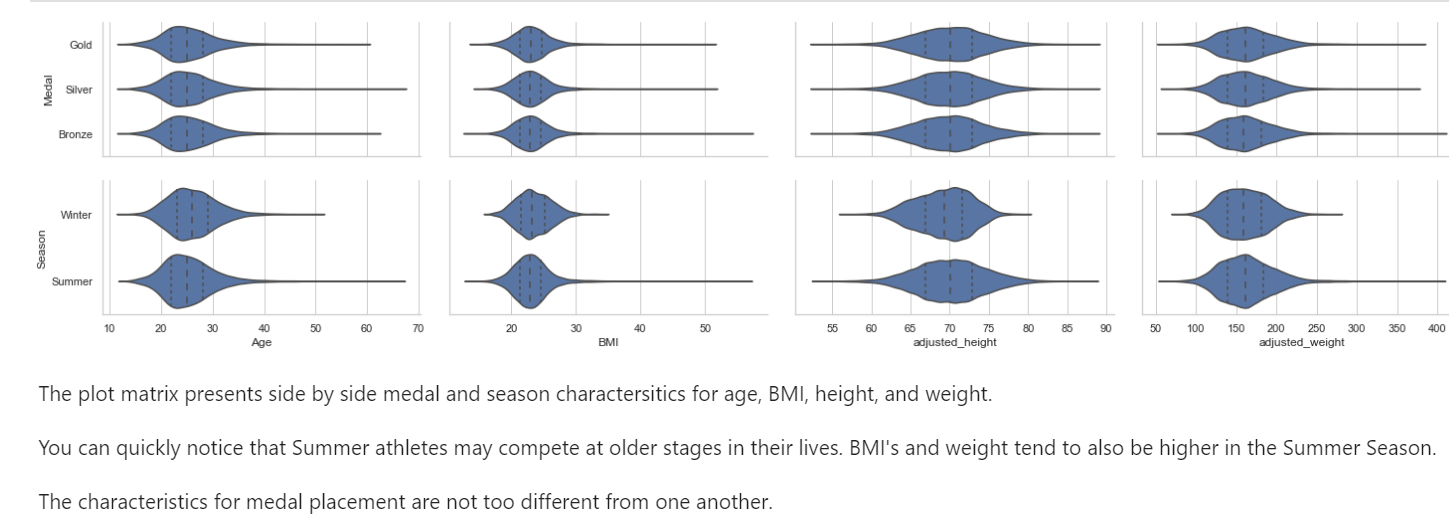 Gold
Silver
Bronze
Medal
Winter
Summer
Season
10 20 30 40 50 60 70
Age
20 30 40 50
BMI
55 60 65 70 75 80 85 90
adjusted_height
50 100 150 200 250 300 350 400
adjusted_weight
The plot matrix presents side by side medal and season charactersitics for age, BMI, height, and weight.
You can quickly notice that Summer athletes may compete at older stages in their lives. BMI's and weight tend to also be higher in the Summer Season.
The characteristics for medal placement are not too different from one another.